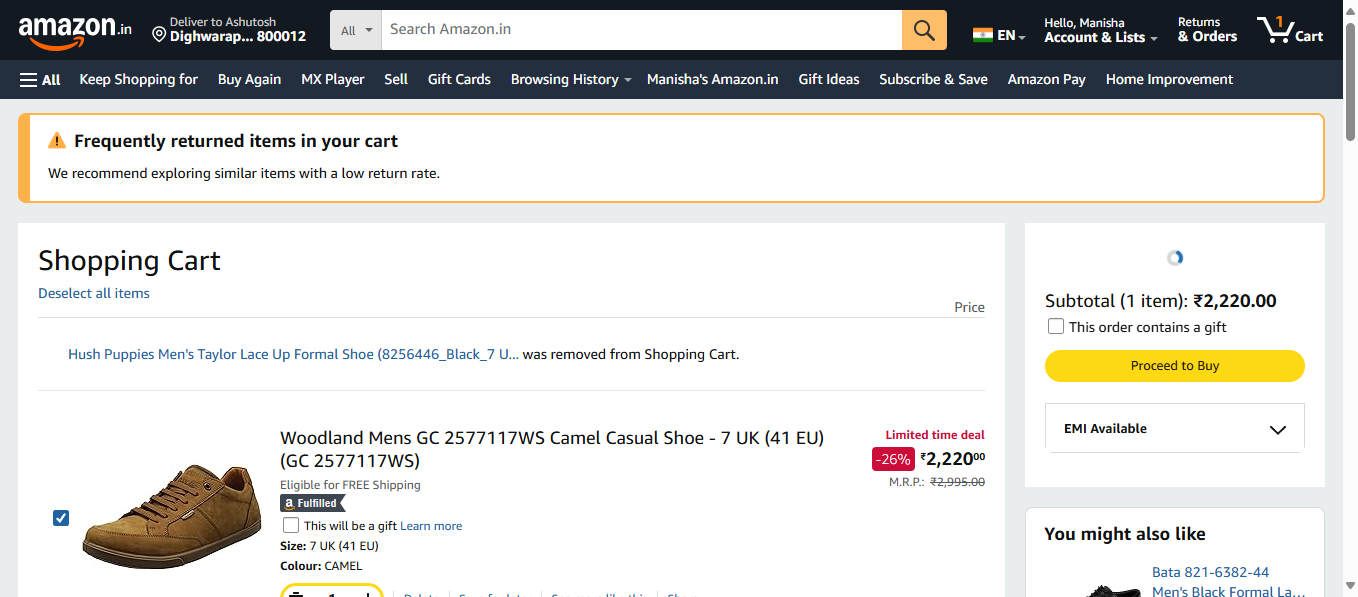 amazon.in
Deliver to Ashutosh
Dighwarap... 800012
All
Search Amazon.in
EN
Hello, Manisha
Account & Lists
Returns
& Orders
1
Cart
All
Keep Shopping for
Buy Again
MX Player
Sell
Gift Cards
Browsing History
Manisha's Amazon.in
Gift Ideas
Subscribe & Save
Amazon Pay
Home Improvement
Frequently returned items in your cart
We recommend exploring similar items with a low return rate.
Shopping Cart
Deselect all items
Price
Hush Puppies Men's Taylor Lace Up Formal Shoe (8256446_Black_7 U... was removed from Shopping Cart.
Woodland Mens GC 2577117WS Camel Casual Shoe - 7 UK (41 EU)
(GC 2577117WS)
Eligible for FREE Shipping
a Fulfilled
This will be a gift Learn more
Size: 7 UK (41 EU)
Colour: CAMEL
Limited time deal
-26% ₹2,22000
M.R.P.: ₹2,995.00
Subtotal (1 item): ₹2,220.00
This order contains a gift
Proceed to Buy
EMI Available
You might also like
Bata 821-6382-44
Men's Black Formal La...